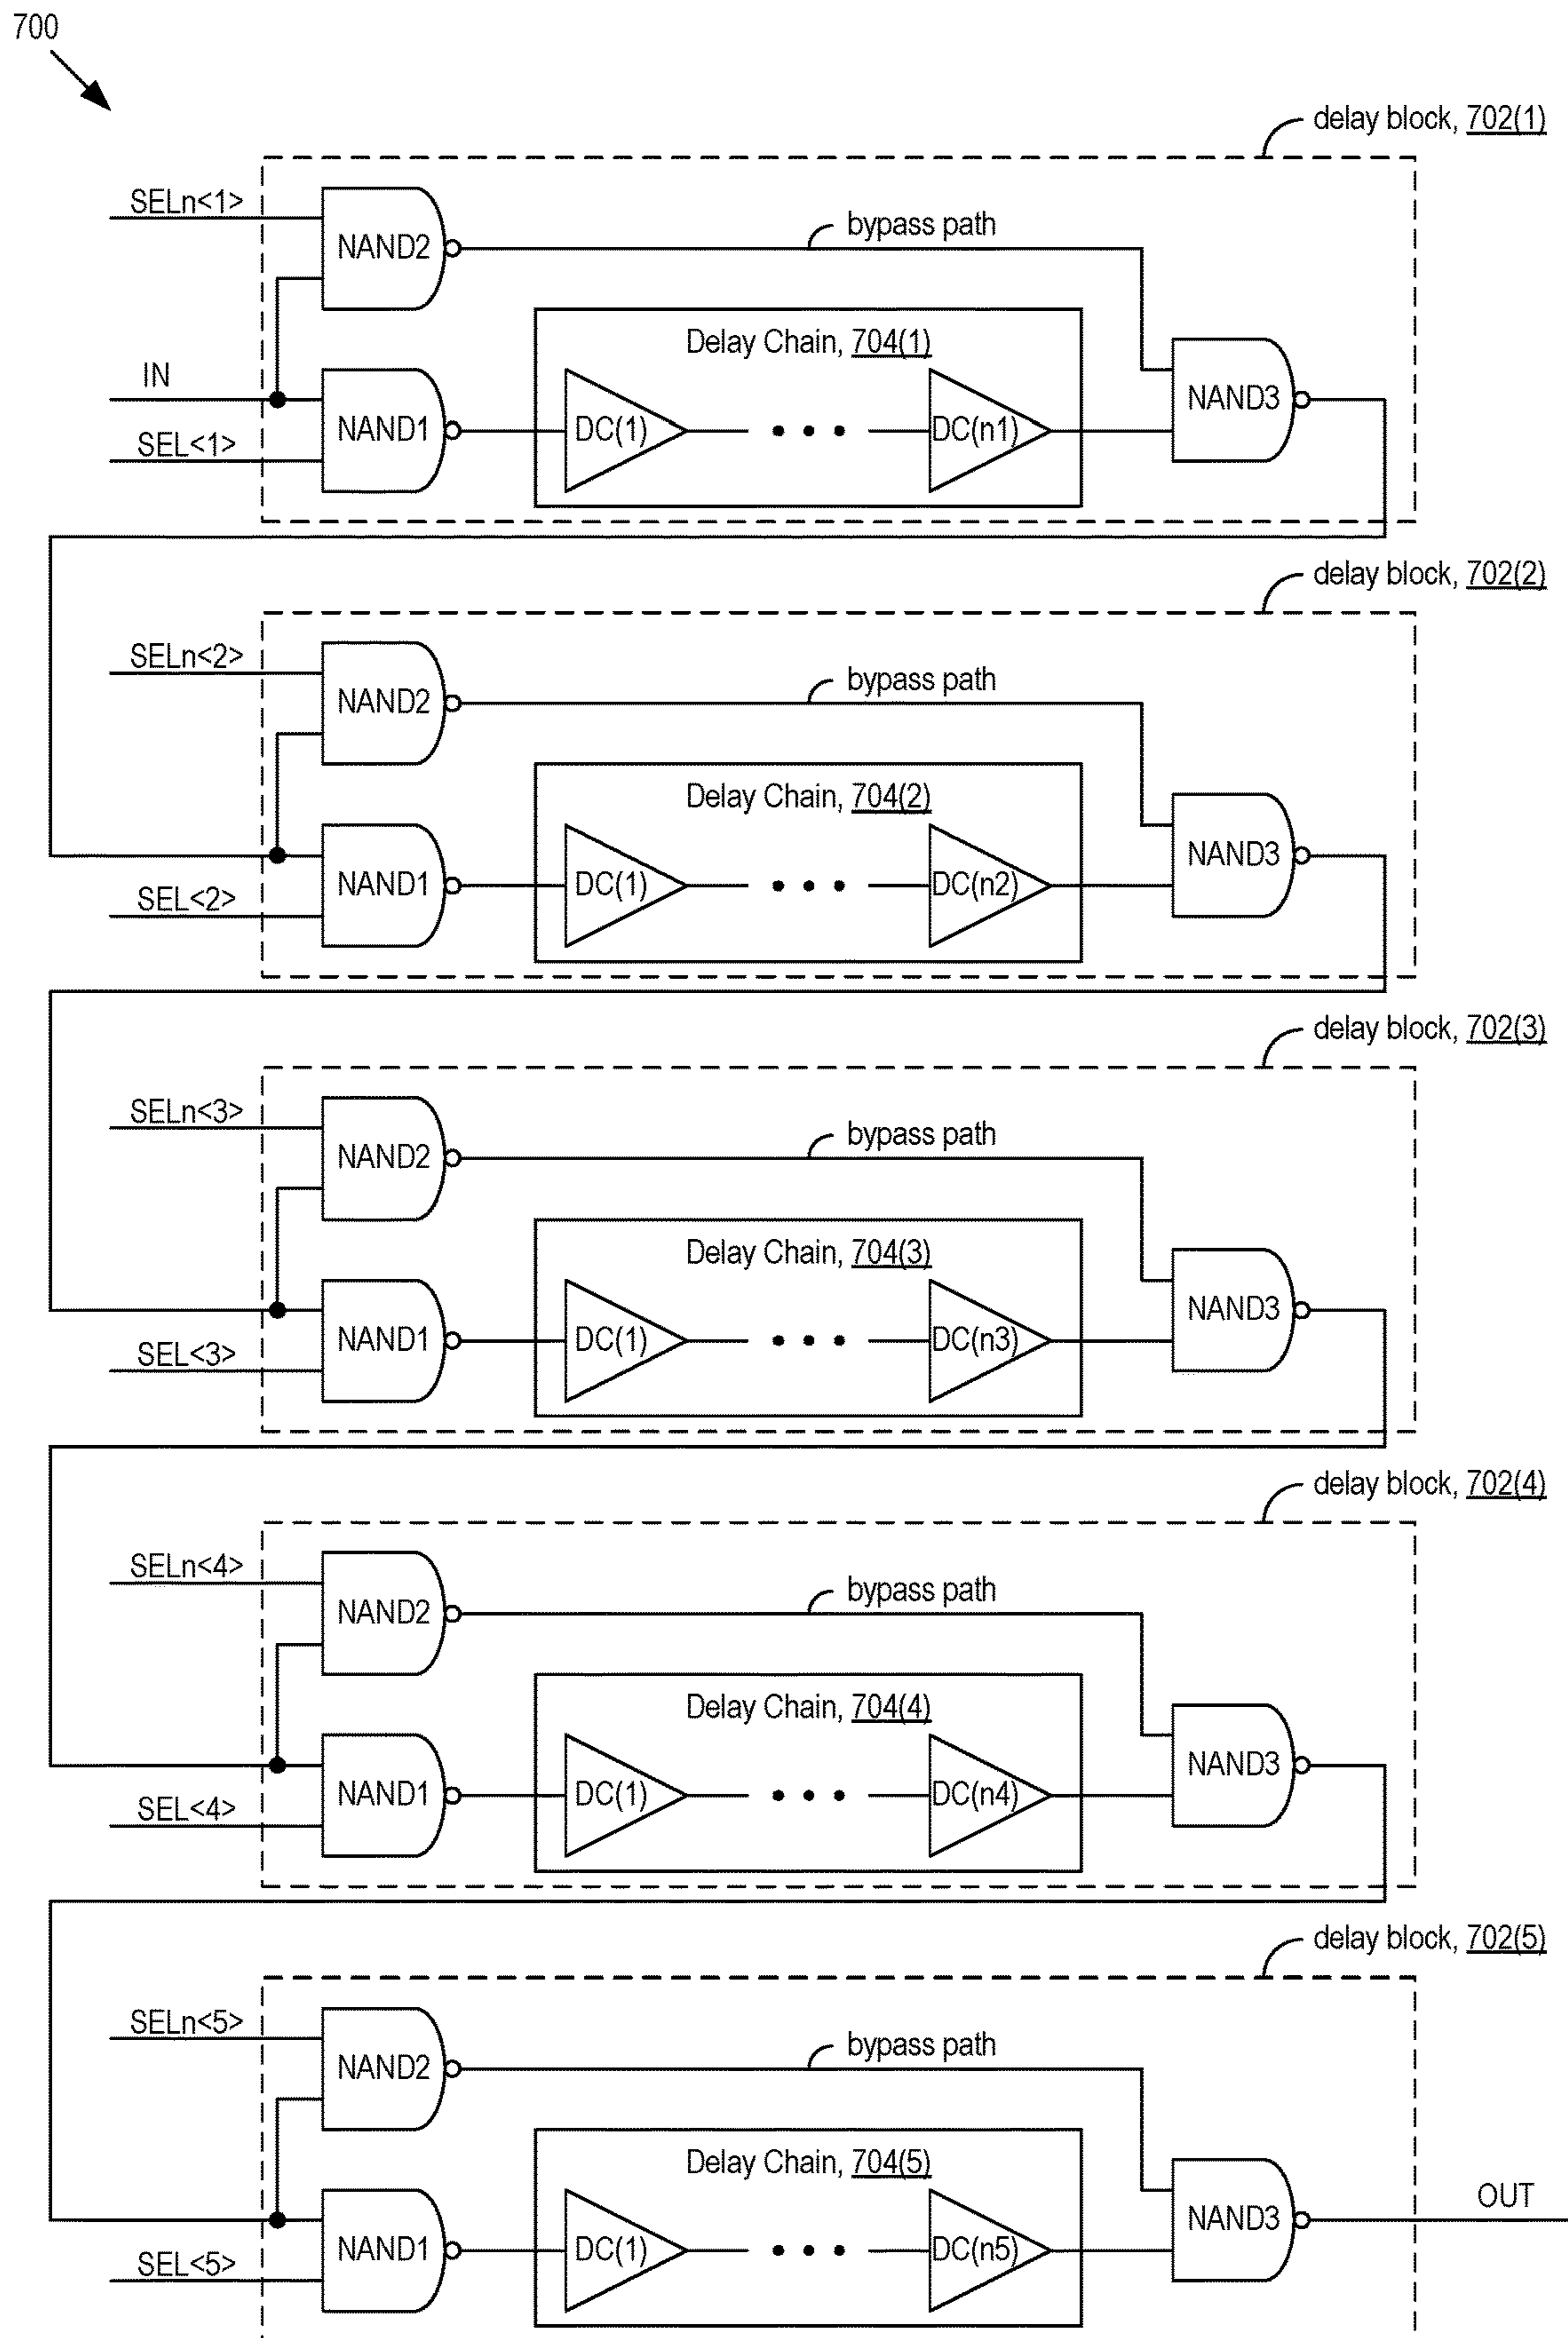 700
delay block, 702(1)
SELn<1>
NAND2
bypass path
Delay Chain, 704(1)
IN
NAND1
DC(1)
DC(n1)
NAND3
SEL<1>
delay block, 702(2)
SELn<2>
NAND2
bypass path
Delay Chain, 704(2)
NAND1
DC(1)
DC(n2)
NAND3
SEL<2>
delay block, 702(3)
SELn<3>
NAND2
bypass path
Delay Chain, 704(3)
NAND1
DC(1)
DC(n3)
NAND3
SEL<3>
delay block, 702(4)
SELn<4>
NAND2
bypass path
Delay Chain, 704(4)
NAND1
DC(1)
DC(n4)
NAND3
SEL<4>
delay block, 702(5)
SELn<5>
NAND2
bypass path
Delay Chain, 704(5)
NAND1
DC(1)
DC(n5)
NAND3
OUT
SEL<5>